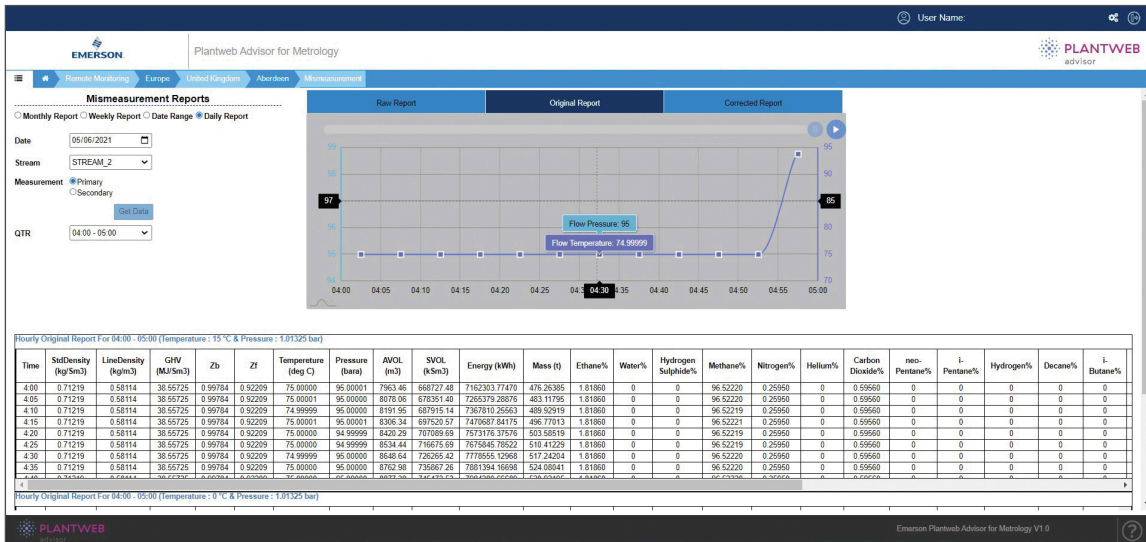 User Name:
EMERSON
Plantweb Advisor for Metrology
PLANTWEB
advisor
Remote Monitoring Europe United Kingdom Aberdeen Mismeasurement
Mismeasurement Reports
Monthly Report Weekly Report Date Range Daily Report
Date 05/06/2021
Stream STREAM_2
Measurement Primary
Secondary
Get Data
QTR 04:00 - 05:00
Raw Report Original Report Corrected Report
99 95
98 90
97 85
96 80
95 75
94 70
Flow Pressure: 95
Flow Temperature: 74.99999
04:00 04:05 04:10 04:15 04:20 04:25 04:30 04:35 04:40 04:45 04:50 04:55 05:00
Hourly Original Report For 04:00 - 05:00 (Temperature : 15 °C & Pressure : 1.01325 bar)
Time StdDensity (kg/Sm3) LineDensity (kg/m3) GHV (MJ/Sm3) Zb Zf Tempereture (deg C) Pressure (bara) AVOL (m3) SVOL (kSm3) Energy (kWh) Mass (t) Ethane% Water% Hydrogen Sulphide% Methane% Nitrogen% Helium% Carbon Dioxide% neo-Pentane% i-Pentane% Hydrogen% Decane% i-Butane%
4:00 0.71219 0.58114 38.55725 0.99784 0.92209 75.00000 95.00001 7963.46 668727.48 7162303.77470 476.26385 1.81860 0 0 96.52220 0.25950 0 0.59560 0 0 0 0 0
4:05 0.71219 0.58114 38.55725 0.99784 0.92209 75.00001 95.00000 8078.06 678351.40 7265379.28876 483.11795 1.81860 0 0 96.52220 0.25950 0 0.59560 0 0 0 0 0
4:10 0.71219 0.58114 38.55725 0.99784 0.92209 74.99999 95.00000 8191.95 687915.14 7367810.25563 489.92919 1.81860 0 0 96.52219 0.25950 0 0.59560 0 0 0 0 0
4:15 0.71219 0.58114 38.55725 0.99784 0.92209 75.00001 95.00000 8306.34 697520.57 7470687.84175 496.77013 1.81860 0 0 96.52221 0.25950 0 0.59560 0 0 0 0 0
4:20 0.71219 0.58114 38.55725 0.99784 0.92209 75.00000 94.99999 8420.29 707089.69 7573176.37576 503.58519 1.81860 0 0 96.52219 0.25950 0 0.59560 0 0 0 0 0
4:25 0.71219 0.58114 38.55725 0.99784 0.92209 75.00000 94.99999 8534.44 716675.69 7675845.78522 510.41229 1.81860 0 0 96.52219 0.25950 0 0.59560 0 0 0 0 0
4:30 0.71219 0.58114 38.55725 0.99784 0.92209 74.99999 95.00000 8648.64 726265.42 7778555.12968 517.24204 1.81860 0 0 96.52220 0.25950 0 0.59560 0 0 0 0 0
4:35 0.71219 0.58114 38.55725 0.99784 0.92209 75.00000 95.00000 8762.98 735867.26 7881394.16698 524.08041 1.81860 0 0 96.52220 0.25950 0 0.59560 0 0 0 0 0
Hourly Original Report For 04:00 - 05:00 (Temperature : 0 °C & Pressure : 1.01325 bar)
PLANTWEB
advisor
Emerson Plantweb Advisor for Metrology V1.0